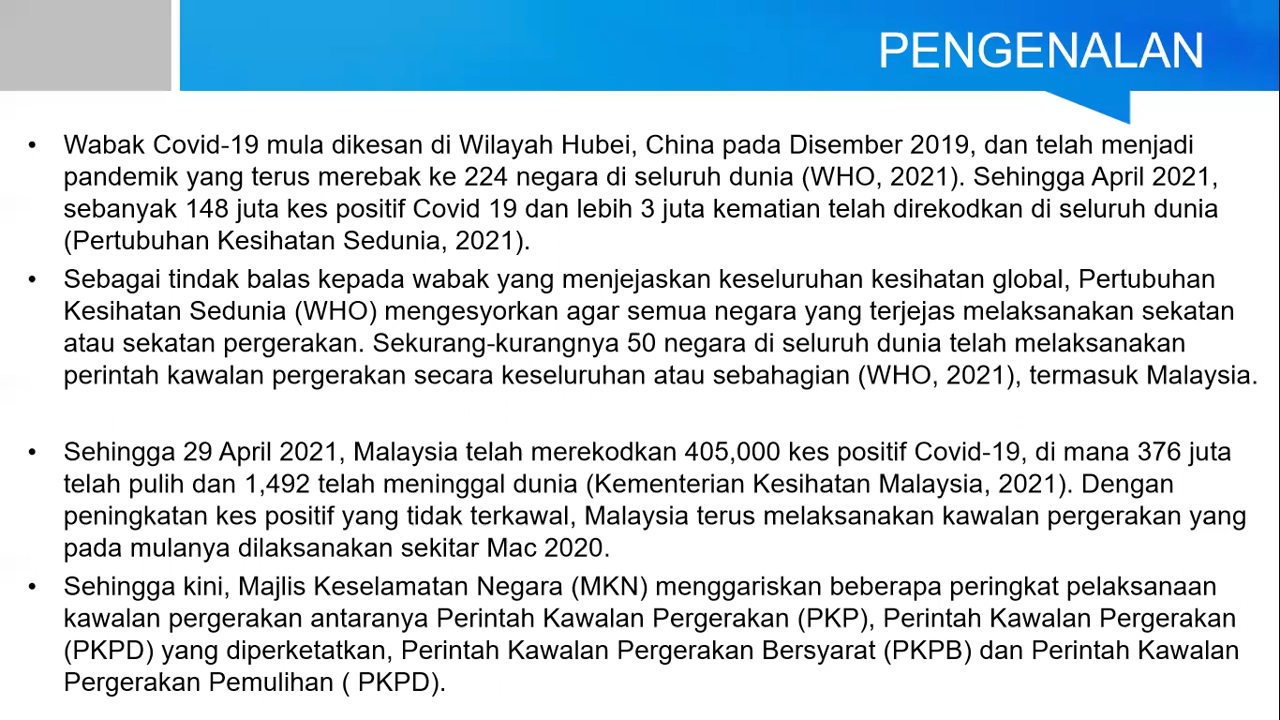 PENGENALAN
• Wabak Covid-19 mula dikesan di Wilayah Hubei, China pada Disember 2019, dan telah menjadi
pandemik yang terus merebak ke 224 negara di seluruh dunia (WHO, 2021). Sehingga April 2021,
sebanyak 148 juta kes positif Covid 19 dan lebih 3 juta kematian telah direkodkan di seluruh dunia
(Pertubuhan Kesihatan Sedunia, 2021).
• Sebagai tindak balas kepada wabak yang menjejaskan keseluruhan kesihatan global, Pertubuhan
Kesihatan Sedunia (WHO) mengesyorkan agar semua negara yang terjejas melaksanakan sekatan
atau sekatan pergerakan. Sekurang-kurangnya 50 negara di seluruh dunia telah melaksanakan
perintah kawalan pergerakan secara keseluruhan atau sebahagian (WHO, 2021), termasuk Malaysia.
• Sehingga 29 April 2021, Malaysia telah merekodkan 405,000 kes positif Covid-19, di mana 376 juta
telah pulih dan 1,492 telah meninggal dunia (Kementerian Kesihatan Malaysia, 2021). Dengan
peningkatan kes positif yang tidak terkawal, Malaysia terus melaksanakan kawalan pergerakan yang
pada mulanya dilaksanakan sekitar Mac 2020.
• Sehingga kini, Majlis Keselamatan Negara (MKN) menggariskan beberapa peringkat pelaksanaan
kawalan pergerakan antaranya Perintah Kawalan Pergerakan (PKP), Perintah Kawalan Pergerakan
(PKPD) yang diperketatkan, Perintah Kawalan Pergerakan Bersyarat (PKPB) dan Perintah Kawalan
Pergerakan Pemulihan ( PKPD).